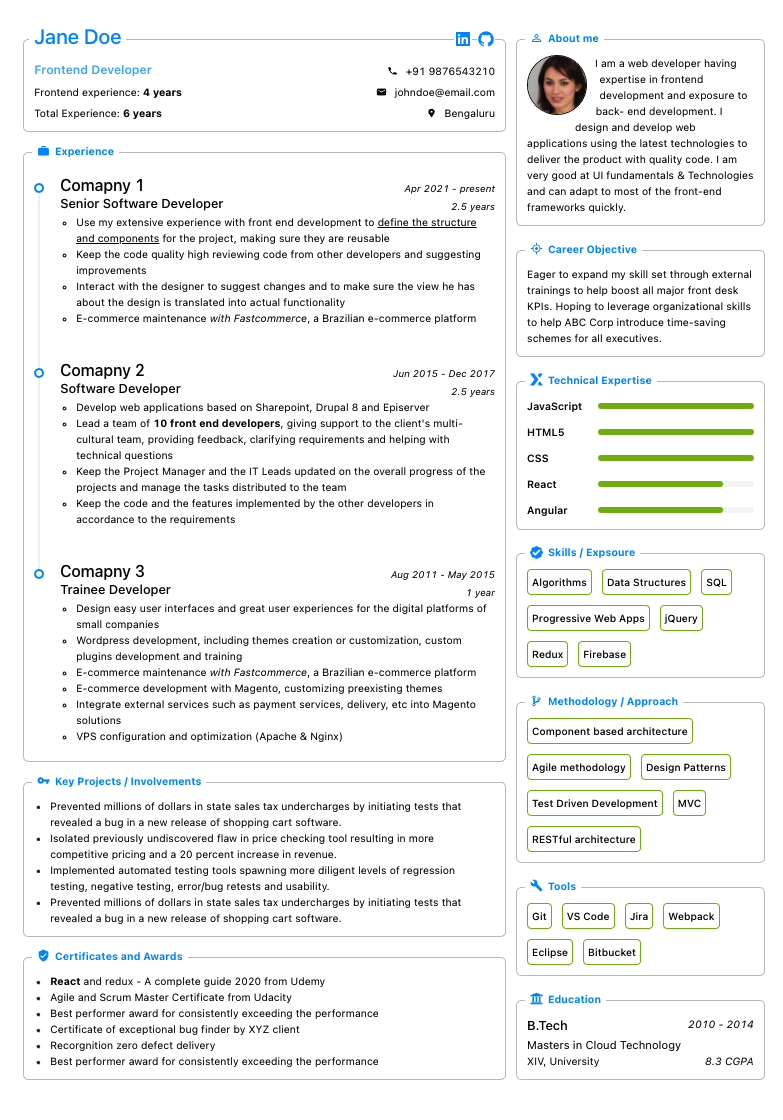 Jane Doe
Frontend Developer
Frontend experience: 4 years
Total Experience: 6 years
+91 9876543210
johndoe@email.com
Bengaluru
Experience
Comapny 1
Apr 2021 - present
Senior Software Developer
2.5 years
Use my extensive experience with front end development to define the structure
and components for the project, making sure they are reusable
Keep the code quality high reviewing code from other developers and suggesting
improvements
Interact with the designer to suggest changes and to make sure the view he has
about the design is translated into actual functionality
E-commerce maintenance with Fastcommerce, a Brazilian e-commerce platform
Comapny 2
Jun 2015 - Dec 2017
Software Developer
2.5 years
Develop web applications based on Sharepoint, Drupal 8 and Episerver
Lead a team of 10 front end developers, giving support to the client's multi-
cultural team, providing feedback, clarifying requirements and helping with
technical questions
Keep the Project Manager and the IT Leads updated on the overall progress of the
projects and manage the tasks distributed to the team
Keep the code and the features implemented by the other developers in
accordance to the requirements
Comapny 3
Aug 2011 - May 2015
Trainee Developer
1 year
Design easy user interfaces and great user experiences for the digital platforms of
small companies
Wordpress development, including themes creation or customization, custom
plugins development and training
E-commerce maintenance with Fastcommerce, a Brazilian e-commerce platform
E-commerce development with Magento, customizing preexisting themes
Integrate external services such as payment services, delivery, etc into Magento
solutions
VPS configuration and optimization (Apache & Nginx)
Key Projects / Involvements
Prevented millions of dollars in state sales tax undercharges by initiating tests that
revealed a bug in a new release of shopping cart software.
Isolated previously undiscovered flaw in price checking tool resulting in more
competitive pricing and a 20 percent increase in revenue.
Implemented automated testing tools spawning more diligent levels of regression
testing, negative testing, error/bug retests and usability.
Prevented millions of dollars in state sales tax undercharges by initiating tests that
revealed a bug in a new release of shopping cart software.
Certificates and Awards
React and redux - A complete guide 2020 from Udemy
Agile and Scrum Master Certificate from Udacity
Best performer award for consistently exceeding the performance
Certificate of exceptional bug finder by XYZ client
Recorgnition zero defect delivery
Best performer award for consistently exceeding the performance
About me
I am a web developer having
expertise in frontend
development and exposure to
back- end development. I
design and develop web
applications using the latest technologies to
deliver the product with quality code. I am
very good at UI fundamentals & Technologies
and can adapt to most of the front-end
frameworks quickly.
Career Objective
Eager to expand my skill set through external
trainings to help boost all major front desk
KPIs. Hoping to leverage organizational skills
to help ABC Corp introduce time-saving
schemes for all executives.
Technical Expertise
JavaScript
HTML5
CSS
React
Angular
Skills / Expsoure
Algorithms Data Structures SQL
Progressive Web Apps jQuery
Redux Firebase
Methodology / Approach
Component based architecture
Agile methodology Design Patterns
Test Driven Development MVC
RESTful architecture
Tools
Git VS Code Jira Webpack
Eclipse Bitbucket
Education
B.Tech 2010 - 2014
Masters in Cloud Technology
XIV, University 8.3 CGPA